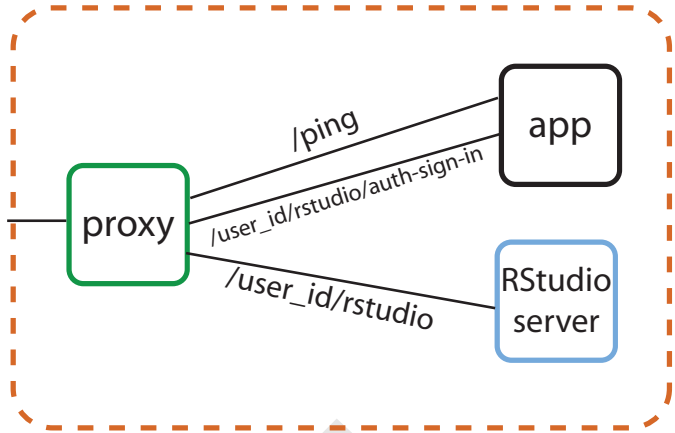 /ping
app
proxy
/user_id/rstudio/auth-sign-in
/user_id/rstudio
RStudio
server